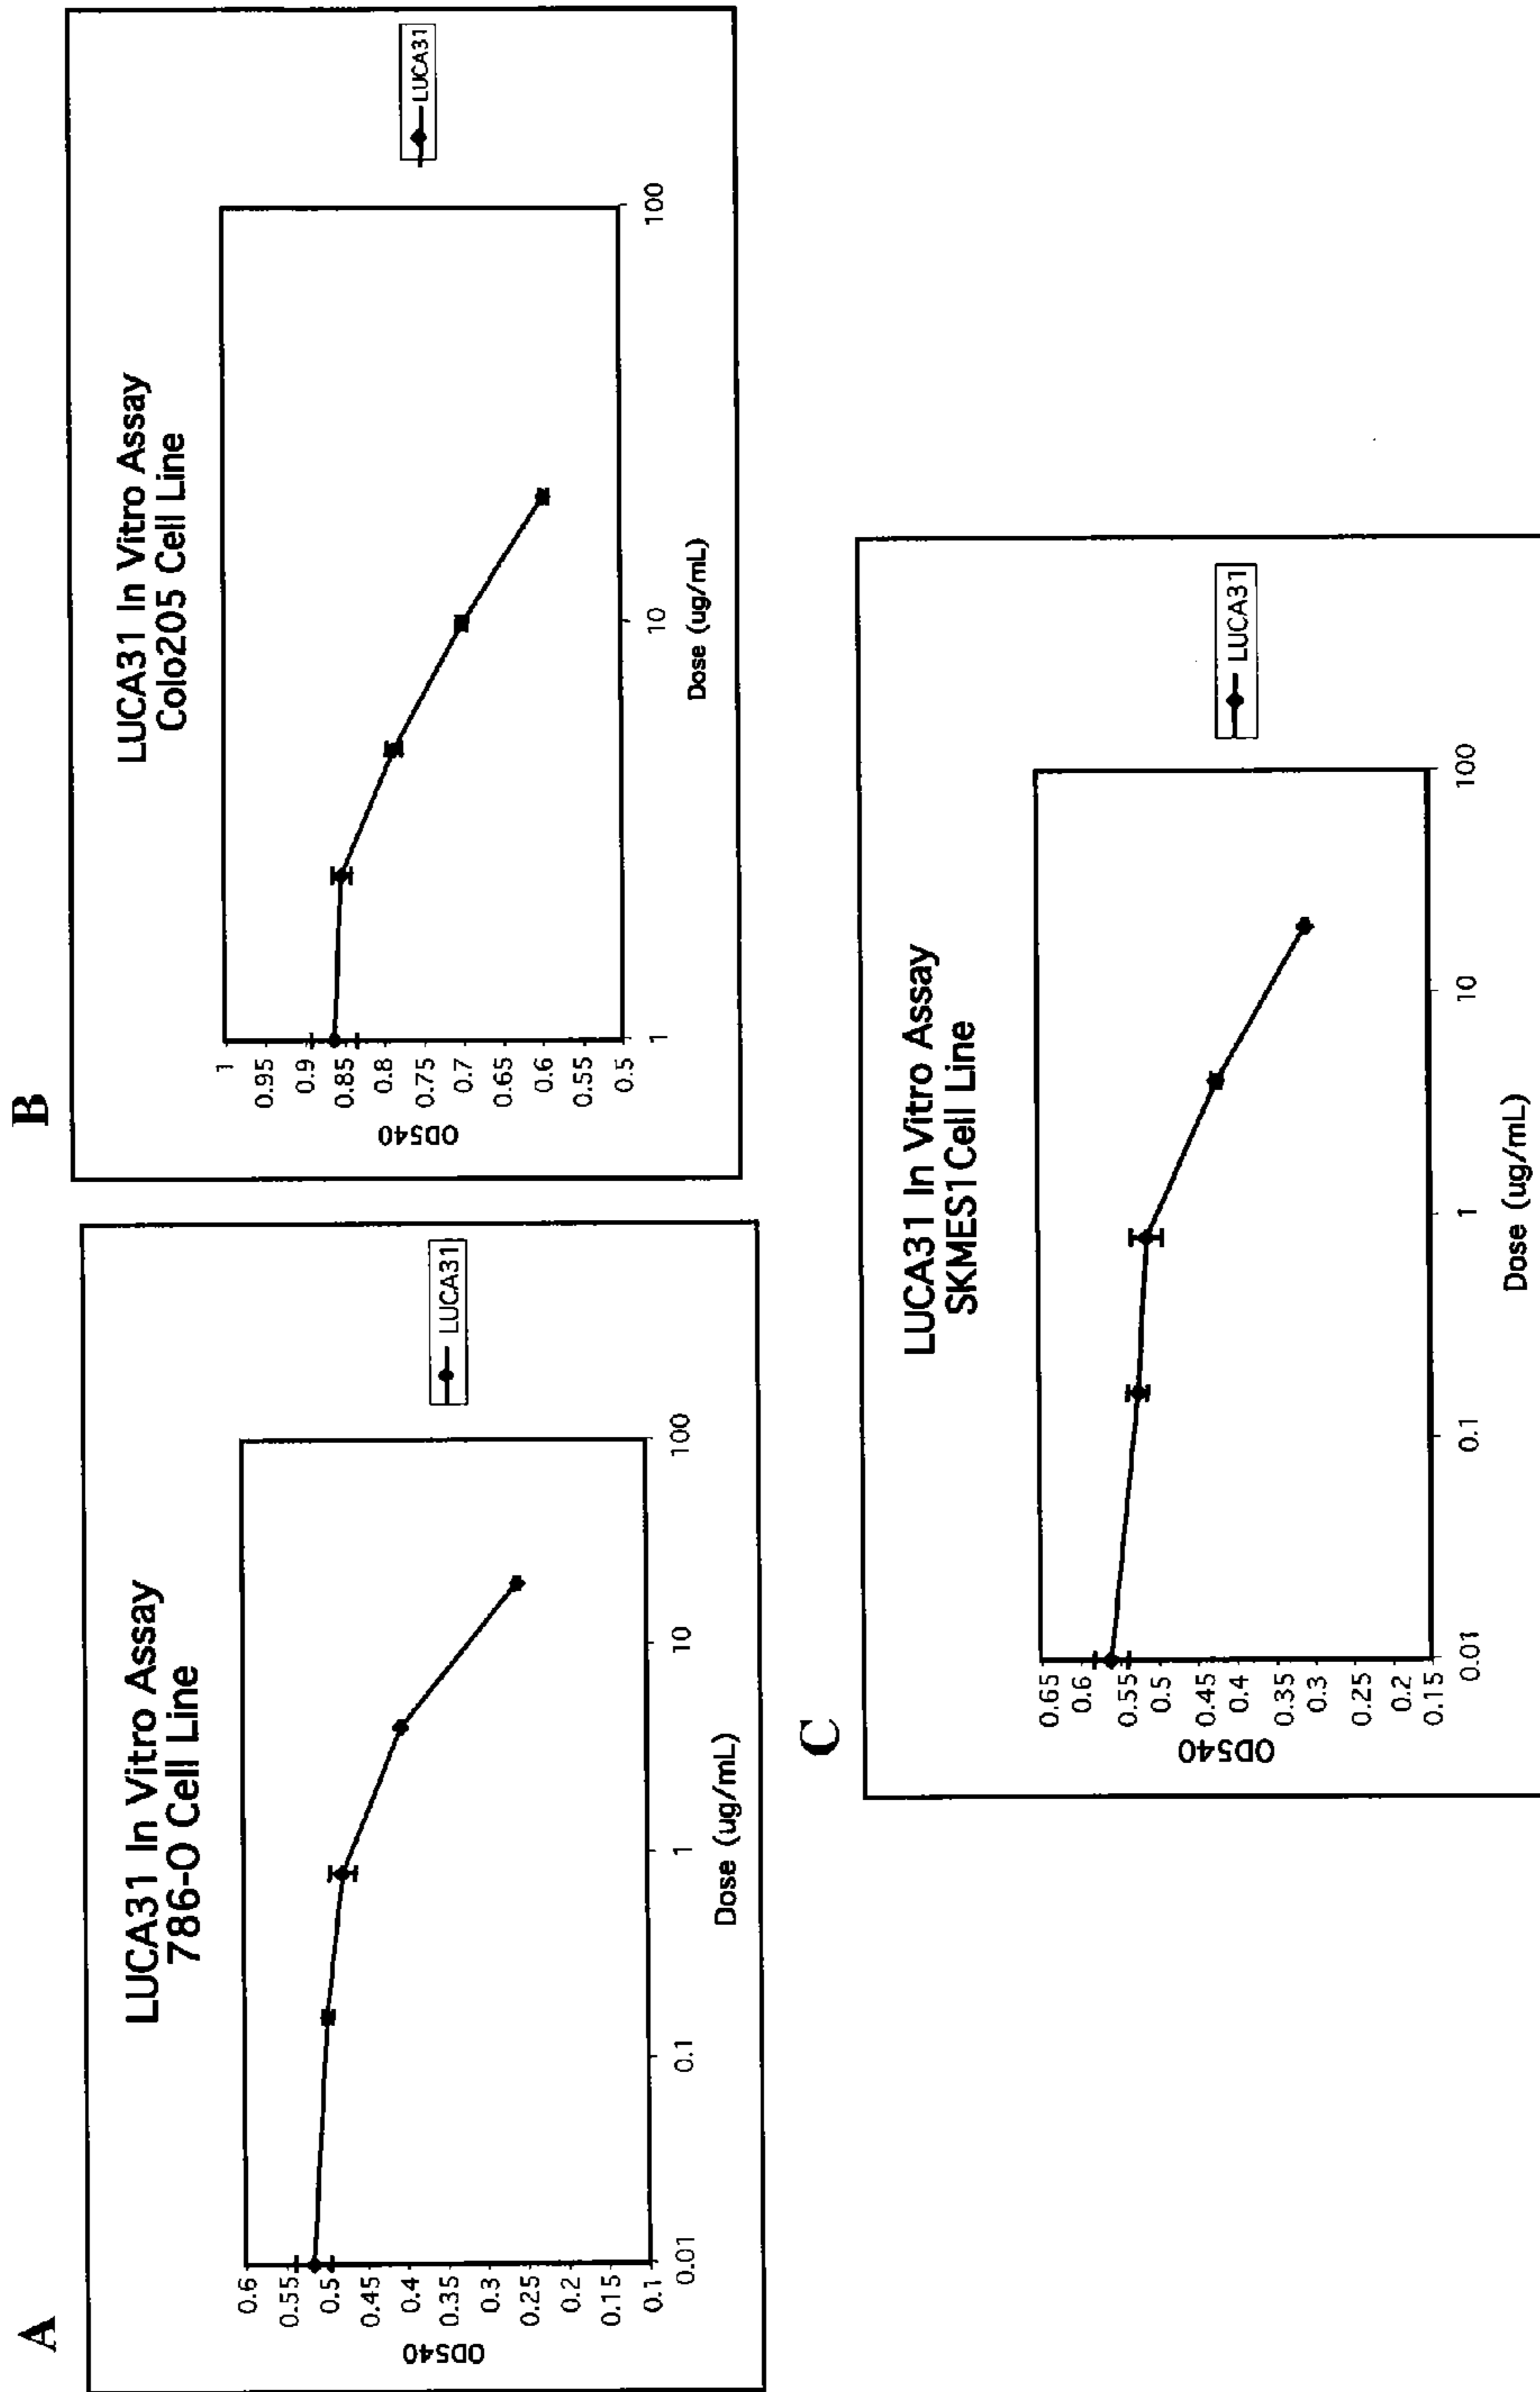 A
LUCA31 In Vitro Assay
786-O Cell Line
OD540
0.6
0.55
0.5
0.45
0.4
0.35
0.3
0.25
0.2
0.15
0.1
0.01
0.1
1
10
100
Dose (ug/mL)
LUCA31
B
LUCA31 In Vitro Assay
Colo205 Cell Line
OD540
1
0.95
0.9
0.85
0.8
0.75
0.7
0.65
0.6
0.55
0.5
1
10
100
Dose (ug/mL)
LUCA31
C
LUCA31 In Vitro Assay
SKMES1 Cell Line
OD540
0.65
0.6
0.55
0.5
0.45
0.4
0.35
0.3
0.25
0.2
0.15
0.01
0.1
1
10
100
Dose (ug/mL)
LUCA31